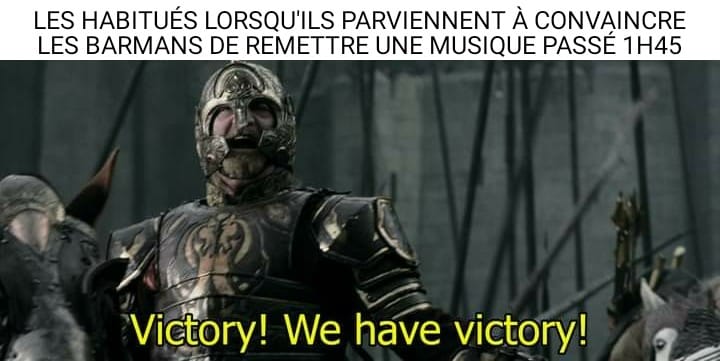 LES HABITUÉS LORSQU'ILS PARVIENNENT À CONVAINCRE
LES BARMANS DE REMETTRE UNE MUSIQUE PASSÉ 1H45
Victory! We have victory!